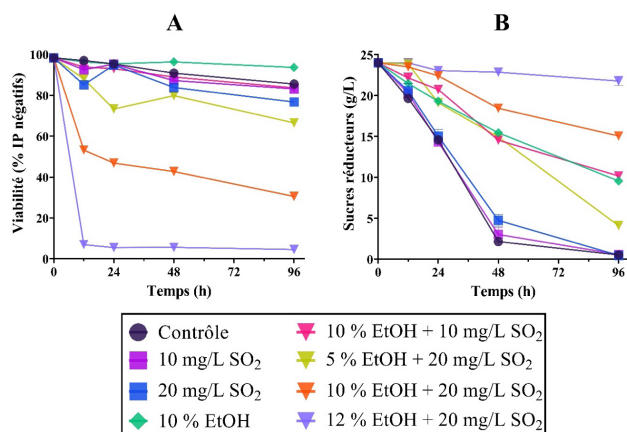 A
B
Viabilité (% IP négatifs)
100
80
60
40
20
0
0
24
48
72
96
Temps (h)
Sucres réducteurs (g/L)
25
20
15
10
5
0
0
24
48
72
96
Temps (h)
Contrôle
10 mg/L SO₂
20 mg/L SO₂
10 % EtOH
10 % EtOH + 10 mg/L SO₂
5 % EtOH + 20 mg/L SO₂
10 % EtOH + 20 mg/L SO₂
12 % EtOH + 20 mg/L SO₂